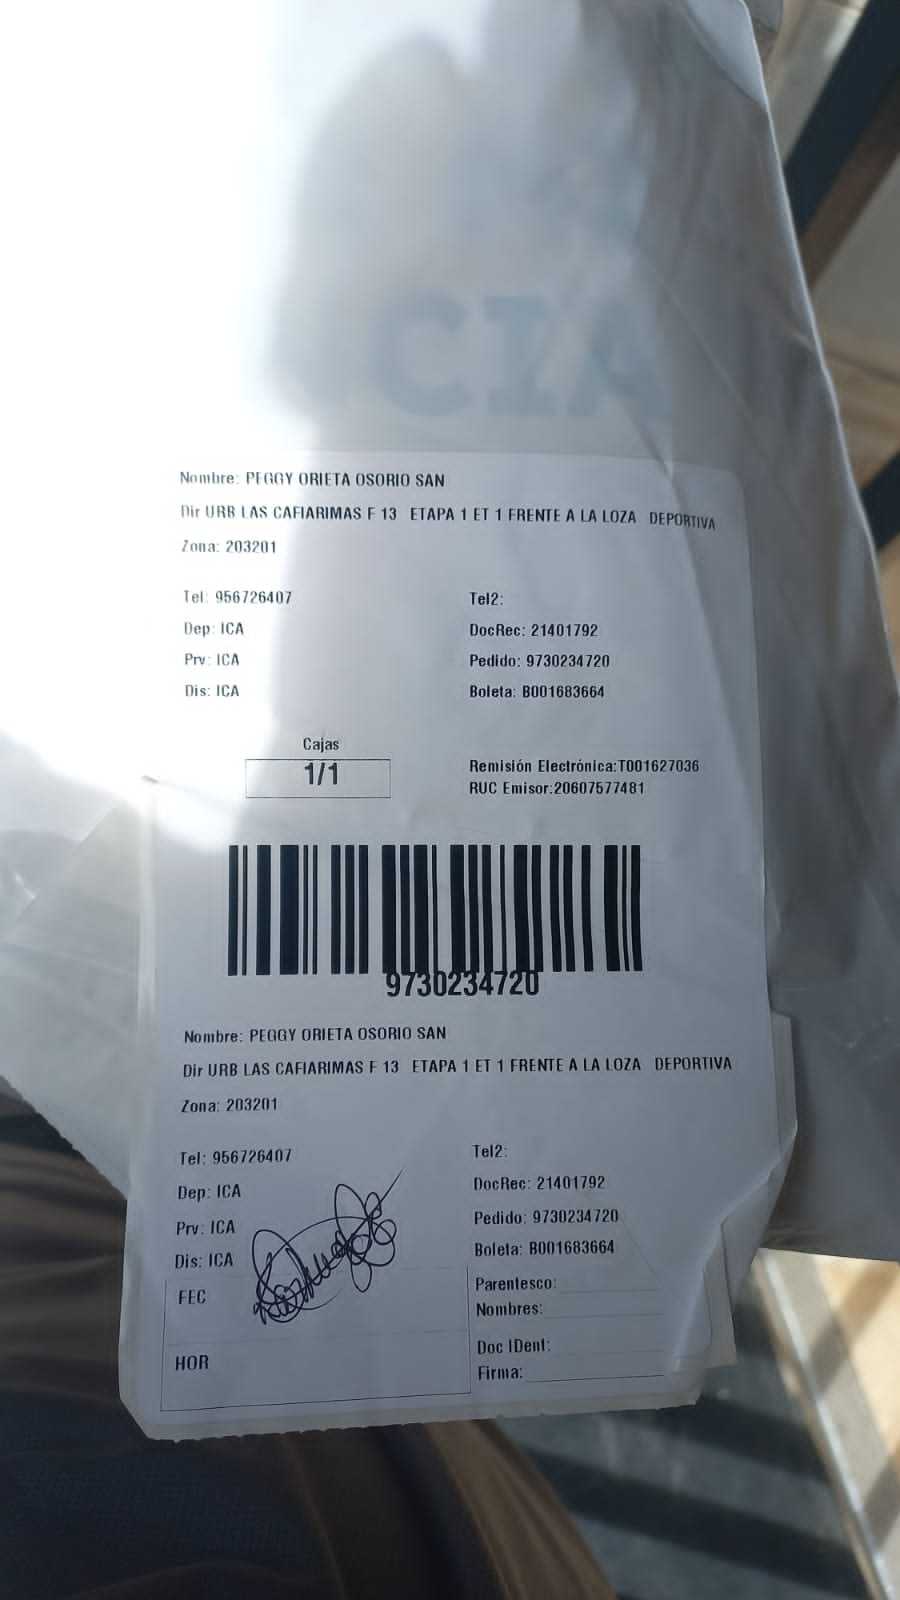 CIA
Nombre: PEGGY ORIETA OSORIO SAN
Dir URB LAS CAFIARIMAS F 13 ETAPA 1 ET 1 FRENTE A LA LOZA DEPORTIVA
Zona: 203201
Tel: 956726407 Tel2:
Dep: ICA DocRec: 21401792
Prv: ICA Pedido: 9730234720
Dis: ICA Boleta: B001683664
Cajas
1/1
Remisión Electrónica:T001627036
RUC Emisor:20607577481
9730234720
Nombre: PEGGY ORIETA OSORIO SAN
Dir URB LAS CAFIARIMAS F 13 ETAPA 1 ET 1 FRENTE A LA LOZA DEPORTIVA
Zona: 203201
Tel: 956726407 Tel2:
Dep: ICA DocRec: 21401792
Prv: ICA Pedido: 9730234720
Dis: ICA Boleta: B001683664
FEC Parentesco:
Nombres:
HOR Doc IDent:
Firma: